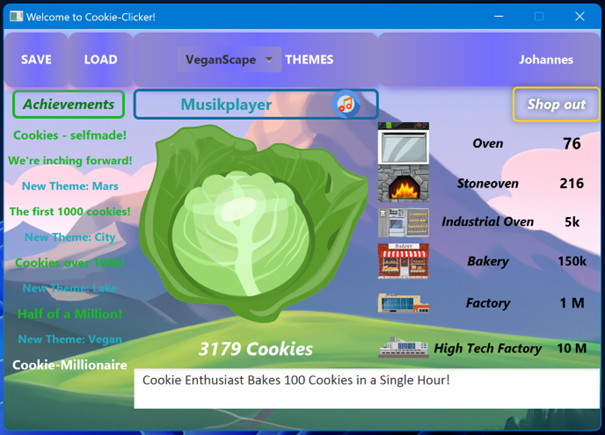 Welcome to Cookie-Clicker!
SAVE
LOAD
VeganScape
THEMES
Johannes
Achievements
Musikplayer
Shop out
Cookies - selfmade!
We're inching forward!
New Theme: Mars
The first 1000 cookies!
New Theme: City
Cookies over 100k!
New Theme: Lake
Half of a Million!
New Theme: Vegan
Cookie-Millionaire
3179 Cookies
Oven 76
Stoneoven 216
Industrial Oven 5k
BAKERY
Bakery 150k
Factory 1 M
High Tech Factory 10 M
Cookie Enthusiast Bakes 100 Cookies in a Single Hour!